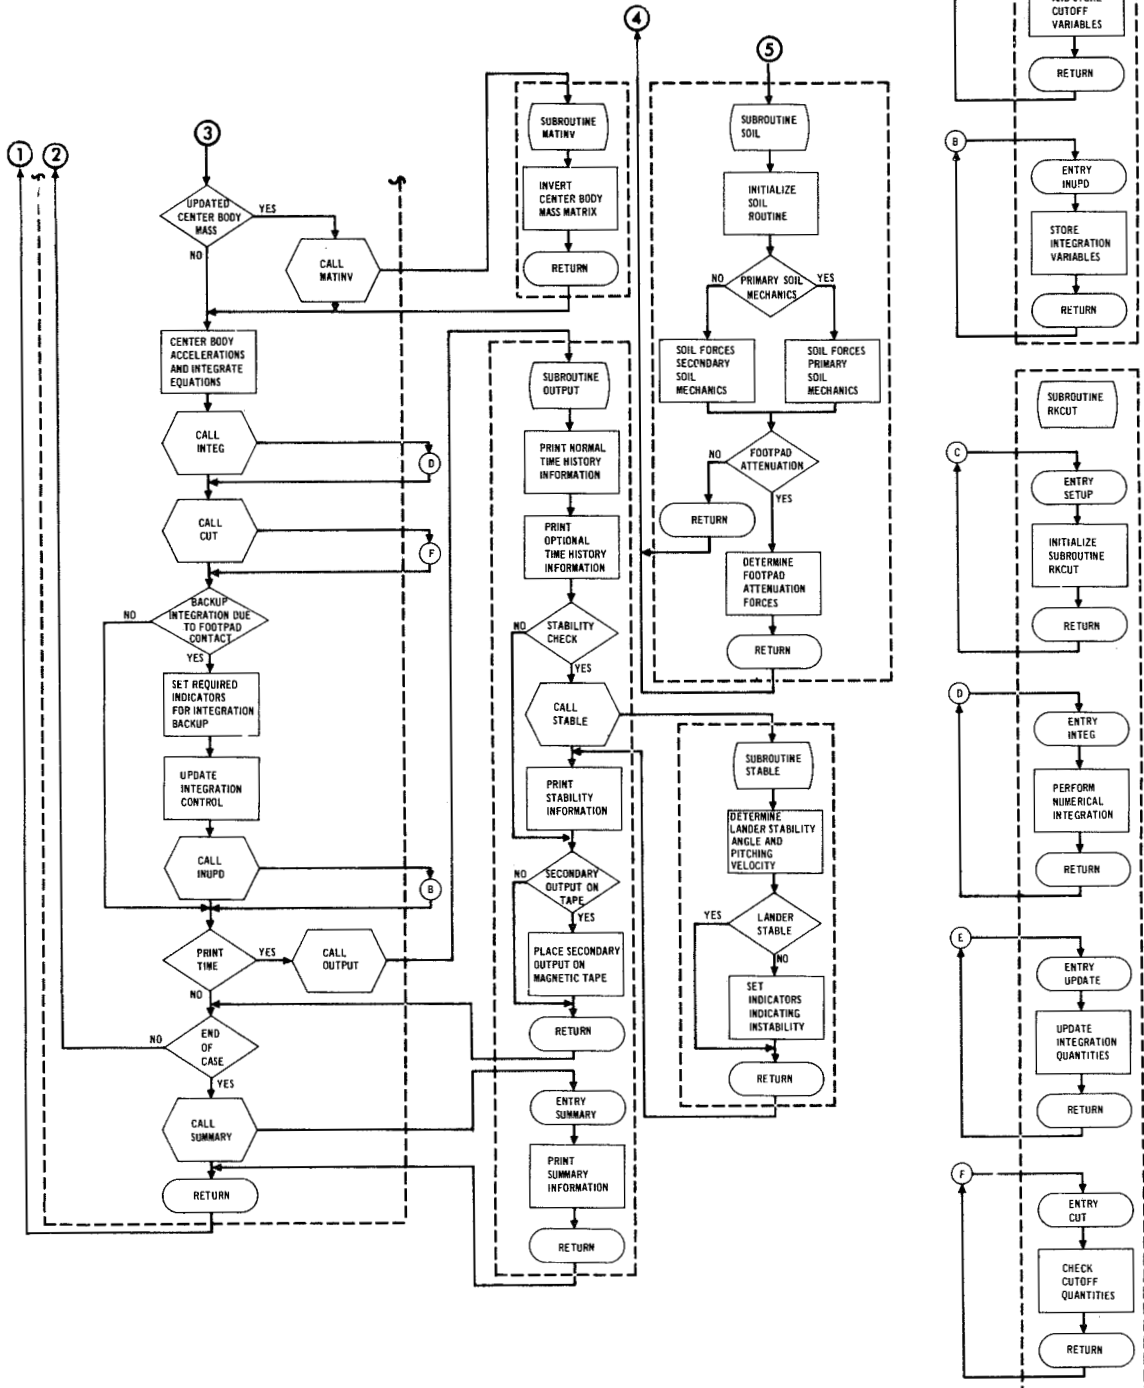 1
2
3
UPDATED
CENTER BODY
MASS
YES
NO
CALL
MATINV
CENTER BODY
ACCELERATIONS
AND INTEGRATE
EQUATIONS
CALL
INTEG
D
CALL
CUT
F
BACKUP
INTEGRATION DUE
TO FOOTPAD
CONTACT
NO
YES
SET REQUIRED
INDICATORS
FOR INTEGRATION
BACKUP
UPDATE
INTEGRATION
CONTROL
CALL
INUPD
B
PRINT
TIME
YES
NO
CALL
OUTPUT
END
OF
CASE
NO
YES
CALL
SUMMARY
RETURN
SUBROUTINE
MATINV
INVERT
CENTER BODY
MASS MATRIX
RETURN
SUBROUTINE
OUTPUT
PRINT NORMAL
TIME HISTORY
INFORMATION
PRINT
OPTIONAL
TIME HISTORY
INFORMATION
NO
STABILITY
CHECK
YES
CALL
STABLE
PRINT
STABILITY
INFORMATION
NO
SECONDARY
OUTPUT ON
TAPE
YES
PLACE SECONDARY
OUTPUT ON
MAGNETIC TAPE
RETURN
ENTRY
SUMMARY
PRINT
SUMMARY
INFORMATION
RETURN
4
5
SUBROUTINE
SOIL
INITIALIZE
SOIL
ROUTINE
NO
PRIMARY SOIL
MECHANICS
YES
SOIL FORCES
SECONDARY
SOIL
MECHANICS
SOIL FORCES
PRIMARY
SOIL
MECHANICS
NO
FOOTPAD
ATTENUATION
YES
RETURN
DETERMINE
FOOTPAD
ATTENUATION
FORCES
RETURN
SUBROUTINE
STABLE
DETERMINE
LANDER STABILITY
ANGLE AND
PITCHING
VELOCITY
YES
LANDER
STABLE
NO
SET
INDICATORS
INDICATING
INSTABILITY
RETURN
CUTOFF
VARIABLES
RETURN
B
ENTRY
INUPD
STORE
INTEGRATION
VARIABLES
RETURN
SUBROUTINE
RKCUT
C
ENTRY
SETUP
INITIALIZE
SUBROUTINE
RKCUT
RETURN
D
ENTRY
INTEG
PERFORM
NUMERICAL
INTEGRATION
RETURN
E
ENTRY
UPDATE
UPDATE
INTEGRATION
QUANTITIES
RETURN
F
ENTRY
CUT
CHECK
CUTOFF
QUANTITIES
RETURN